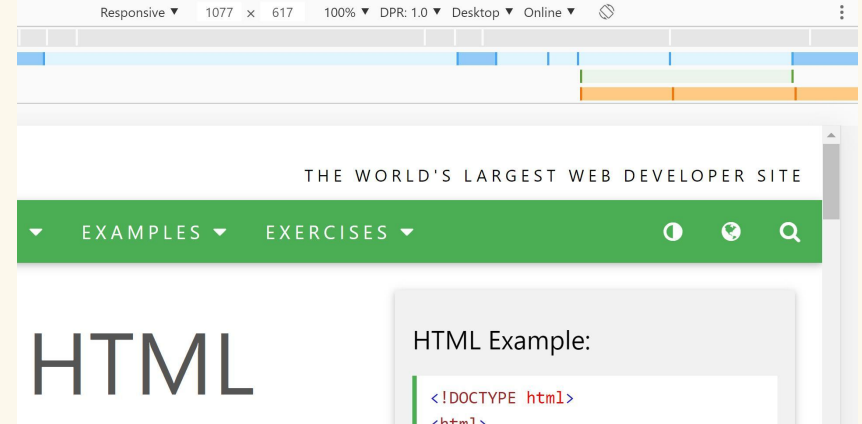 Responsive ▼ 1077 × 617 100% ▼ DPR: 1.0 ▼ Desktop ▼ Online ▼
THE WORLD'S LARGEST WEB DEVELOPER SITE
EXAMPLES EXERCISES
HTML
HTML Example:
<!DOCTYPE html>
<html>